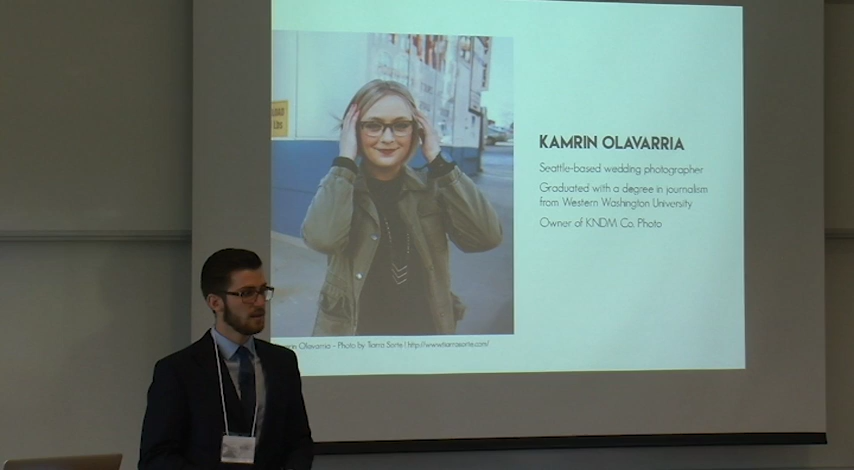 KAMRIN OLAVARRIA
Seattle-based wedding photographer
Graduated with a degree in journalism
from Western Washington University
Owner of KNDM Co. Photo
Olavarria - Photo by Tiarra Sorte | http://www.tiarrasorte.com/